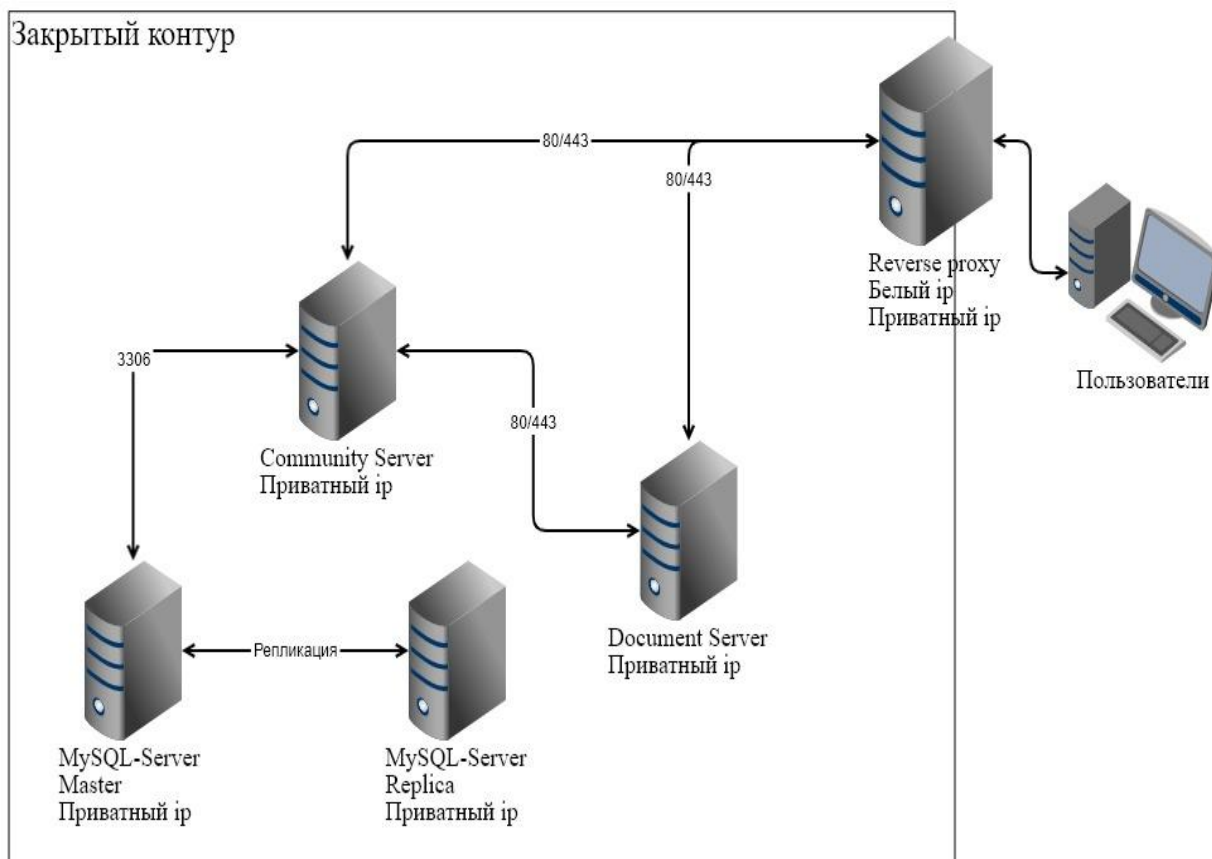 Закрытый контур
80/443
80/443
Reverse proxy
Белый ip
Приватный ip
Пользователи
3306
80/443
Community Server
Приватный ip
Document Server
Приватный ip
Репликация
MySQL-Server
Master
Приватный ip
MySQL-Server
Replica
Приватный ip